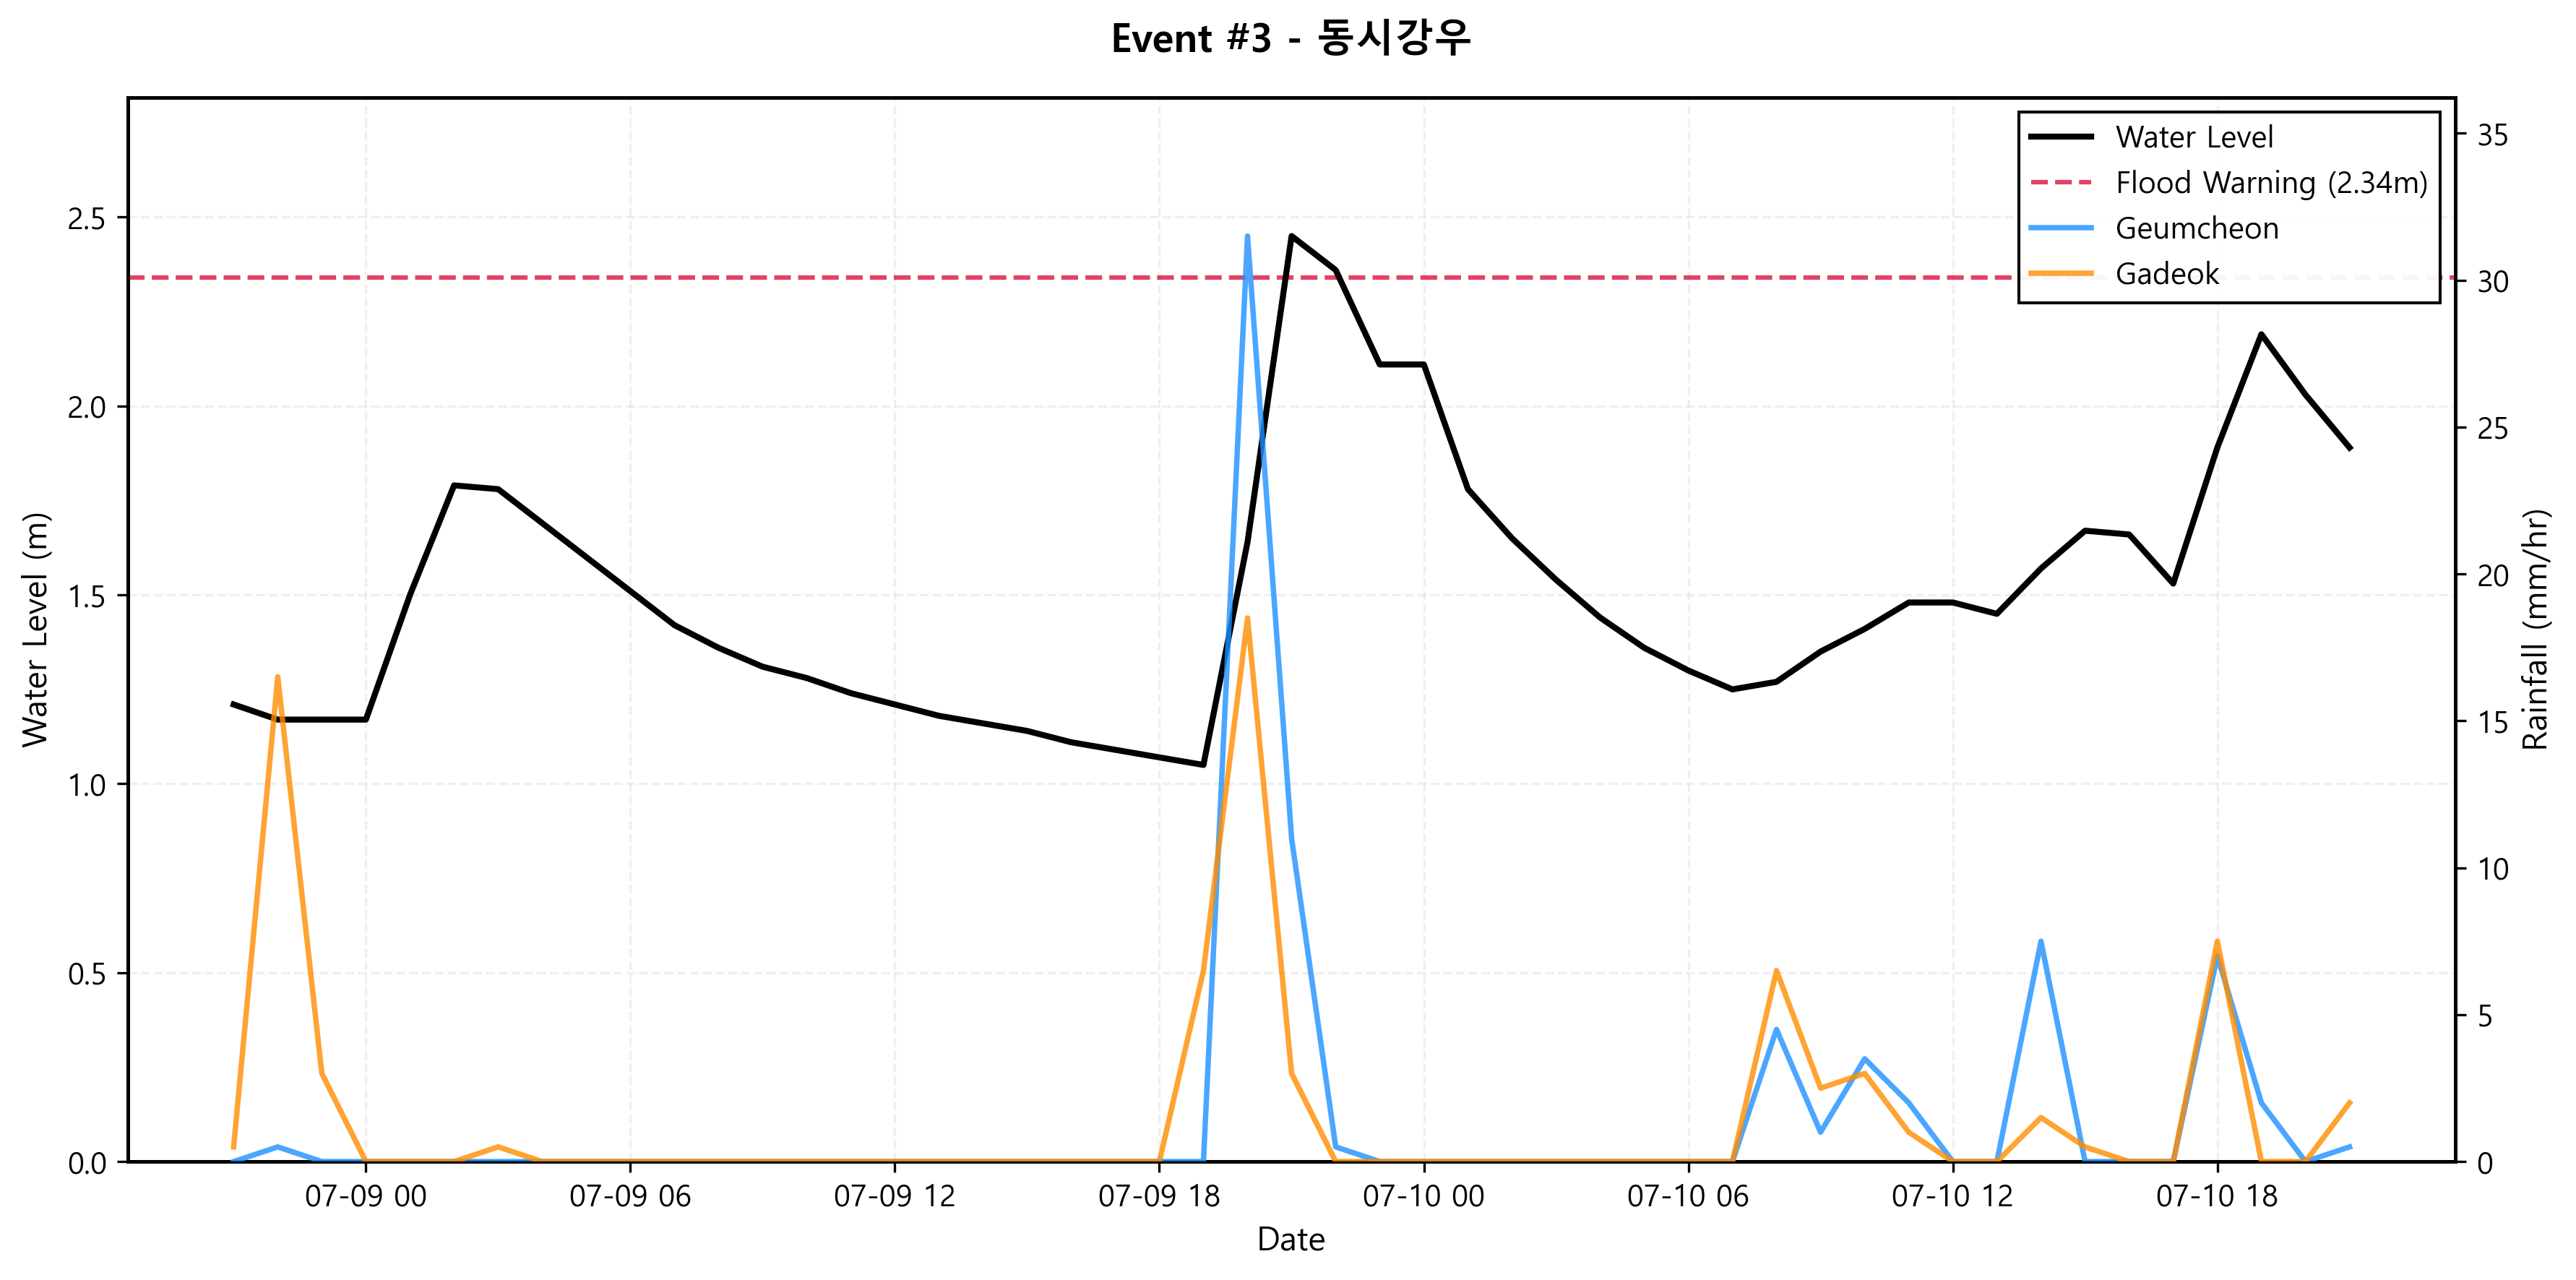 Event #3 - 동시강우
Water Level
Flood Warning (2.34m)
Geumcheon
Gadeok
Water Level (m)
2.5
2.0
1.5
1.0
0.5
0.0
Rainfall (mm/hr)
35
30
25
20
15
10
5
0
07-09 00
07-09 06
07-09 12
07-09 18
07-10 00
07-10 06
07-10 12
07-10 18
Date